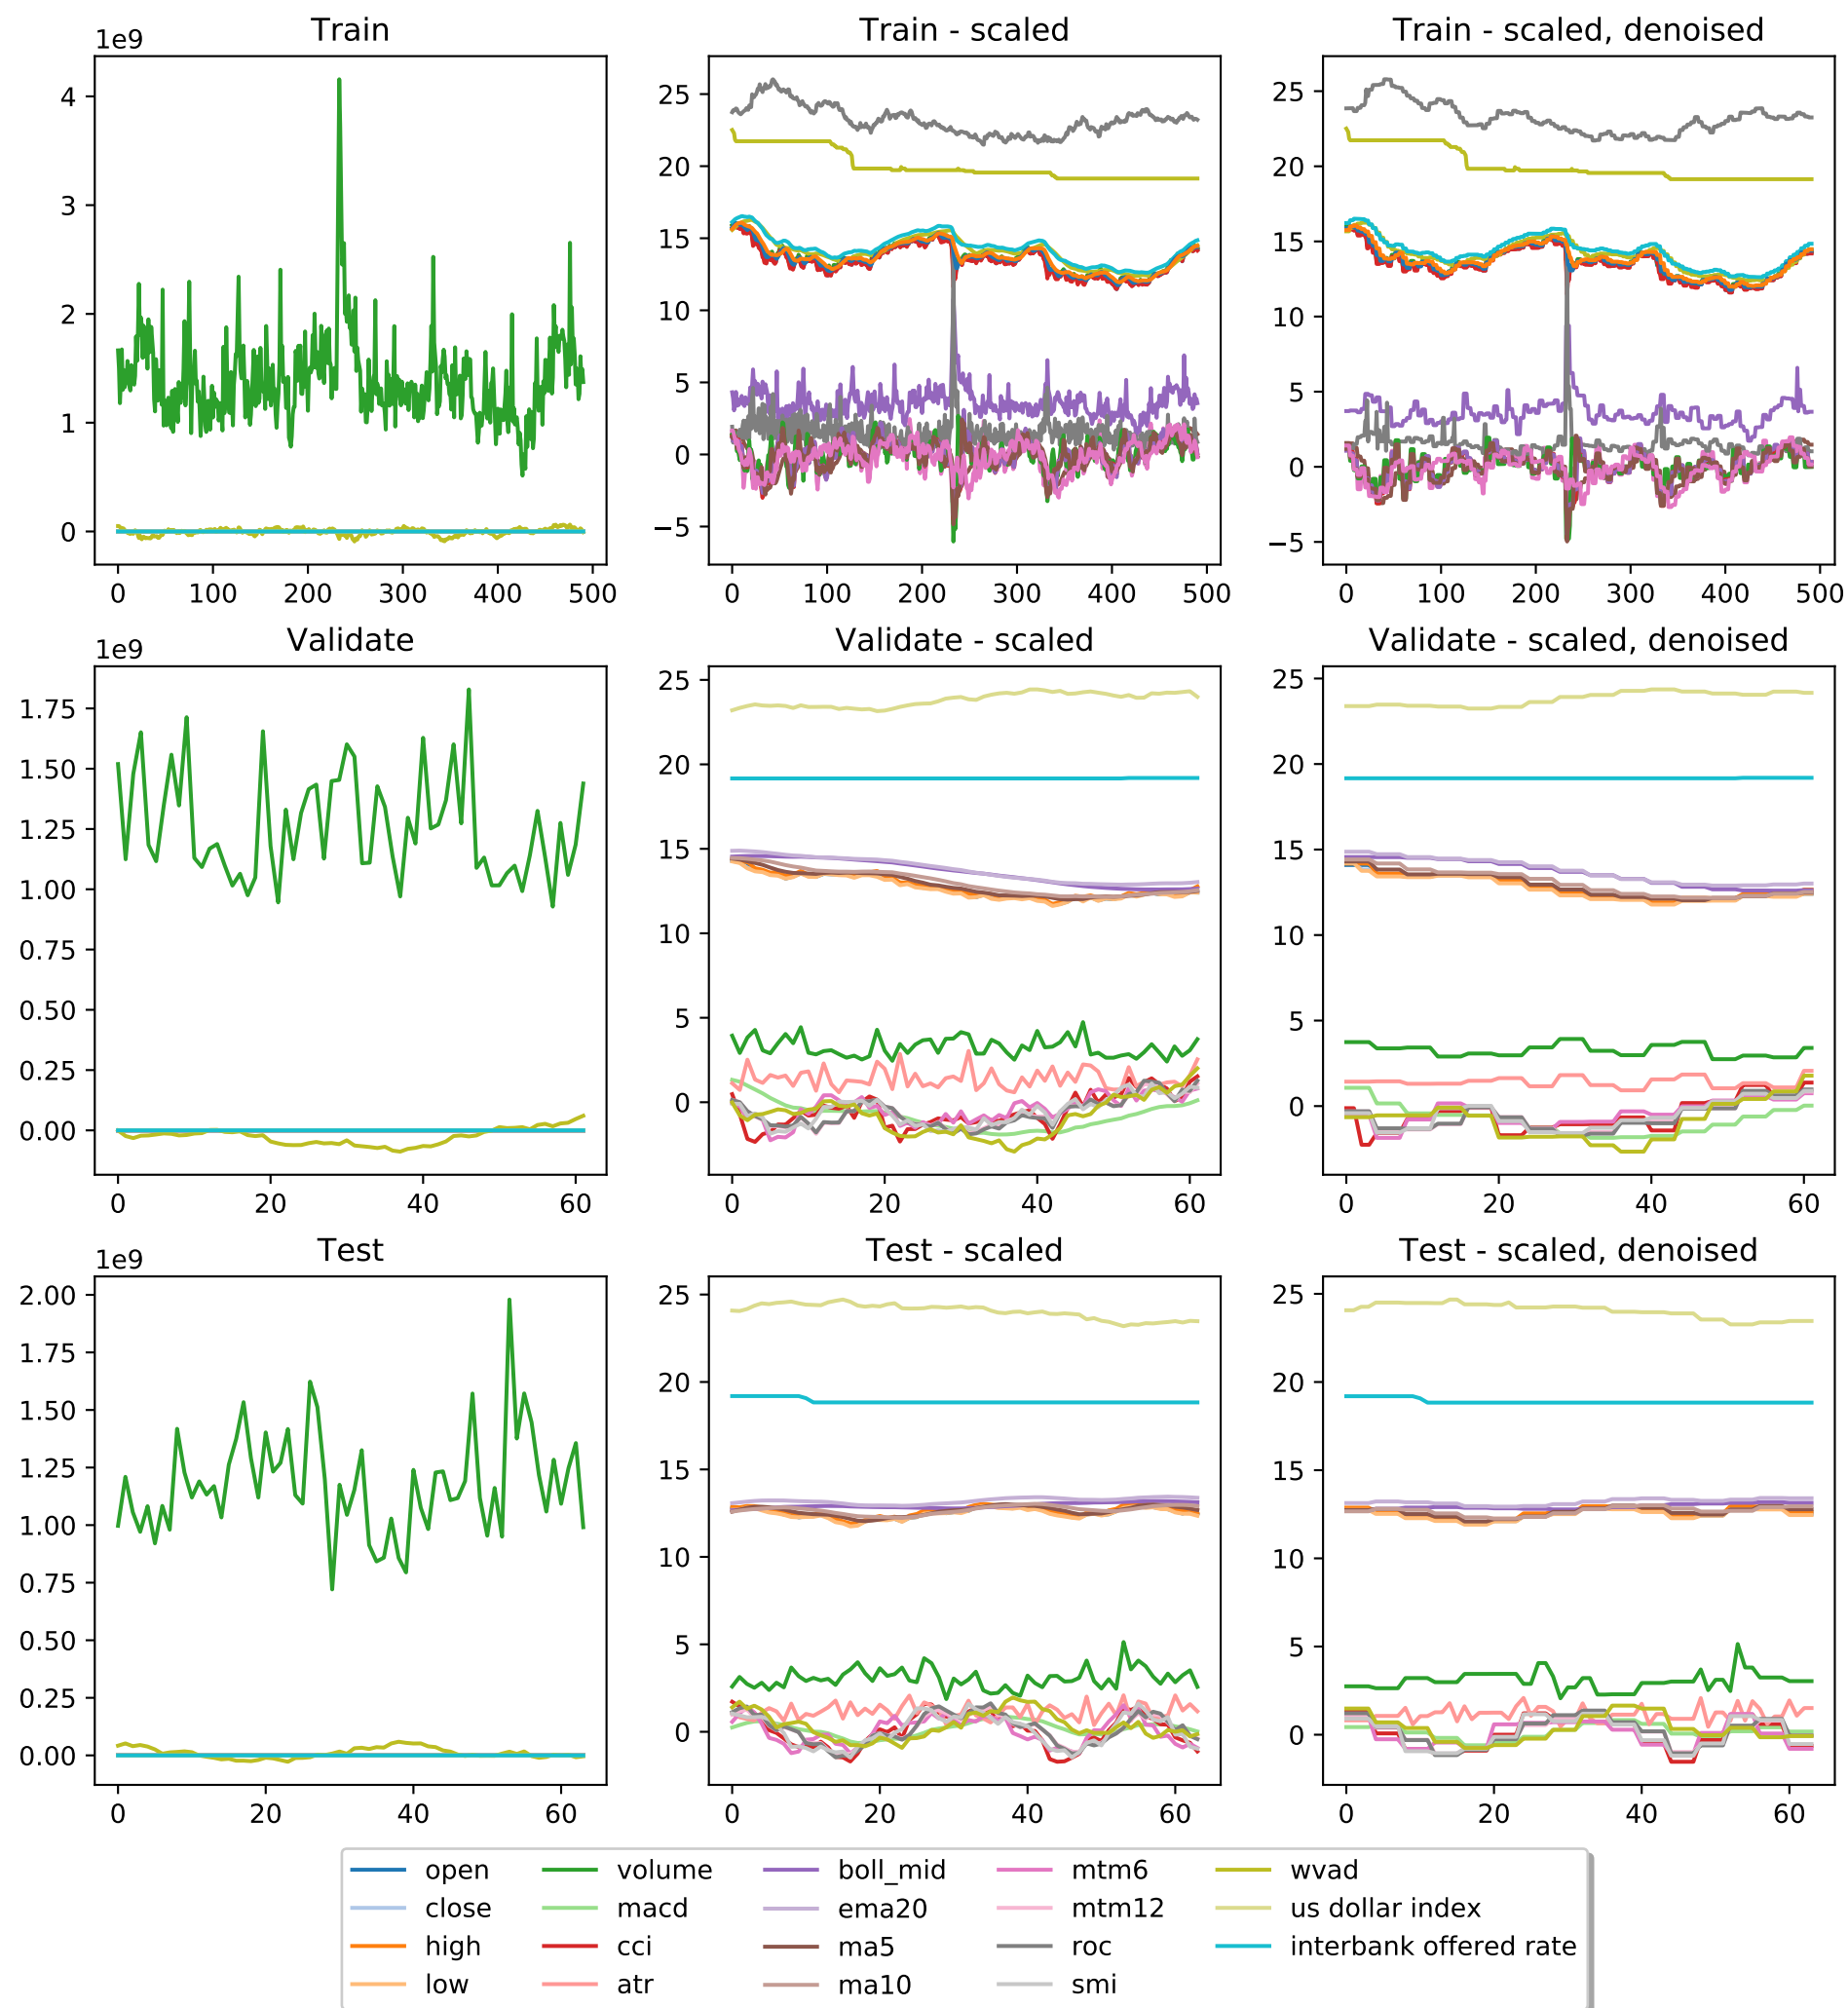 Train
Train - scaled
Train - scaled, denoised
1e9
4
3
2
1
0
0 100 200 300 400 500
25
20
15
10
5
0
−5
0 100 200 300 400 500
25
20
15
10
5
0
−5
0 100 200 300 400 500
Validate
Validate - scaled
Validate - scaled, denoised
1e9
1.75
1.50
1.25
1.00
0.75
0.50
0.25
0.00
0 20 40 60
25
20
15
10
5
0
0 20 40 60
25
20
15
10
5
0
0 20 40 60
Test
Test - scaled
Test - scaled, denoised
1e9
2.00
1.75
1.50
1.25
1.00
0.75
0.50
0.25
0.00
0 20 40 60
25
20
15
10
5
0
0 20 40 60
25
20
15
10
5
0
0 20 40 60
open
close
high
low
volume
macd
cci
atr
boll_mid
ema20
ma5
ma10
mtm6
mtm12
roc
smi
wvad
us dollar index
interbank offered rate